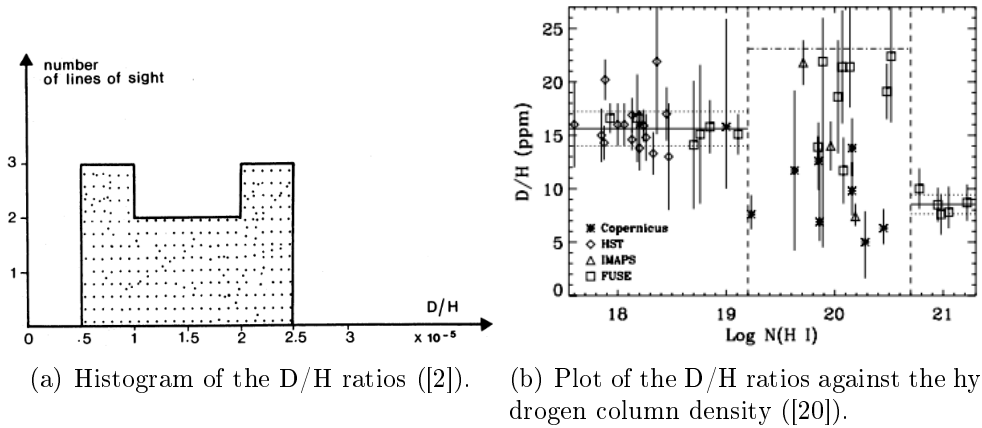 number
of lines of sight
3
2
1
D/H
0
.5
1
2
2.5
3
x 10⁻⁵
(a) Histogram of the D/H ratios ([2]).
25
20
15
10
5
0
D/H (ppm)
Copernicus
HST
IMAPS
FUSE
18
19
20
21
Log N(H I)
(b) Plot of the D/H ratios against the hy
drogen column density ([20]).